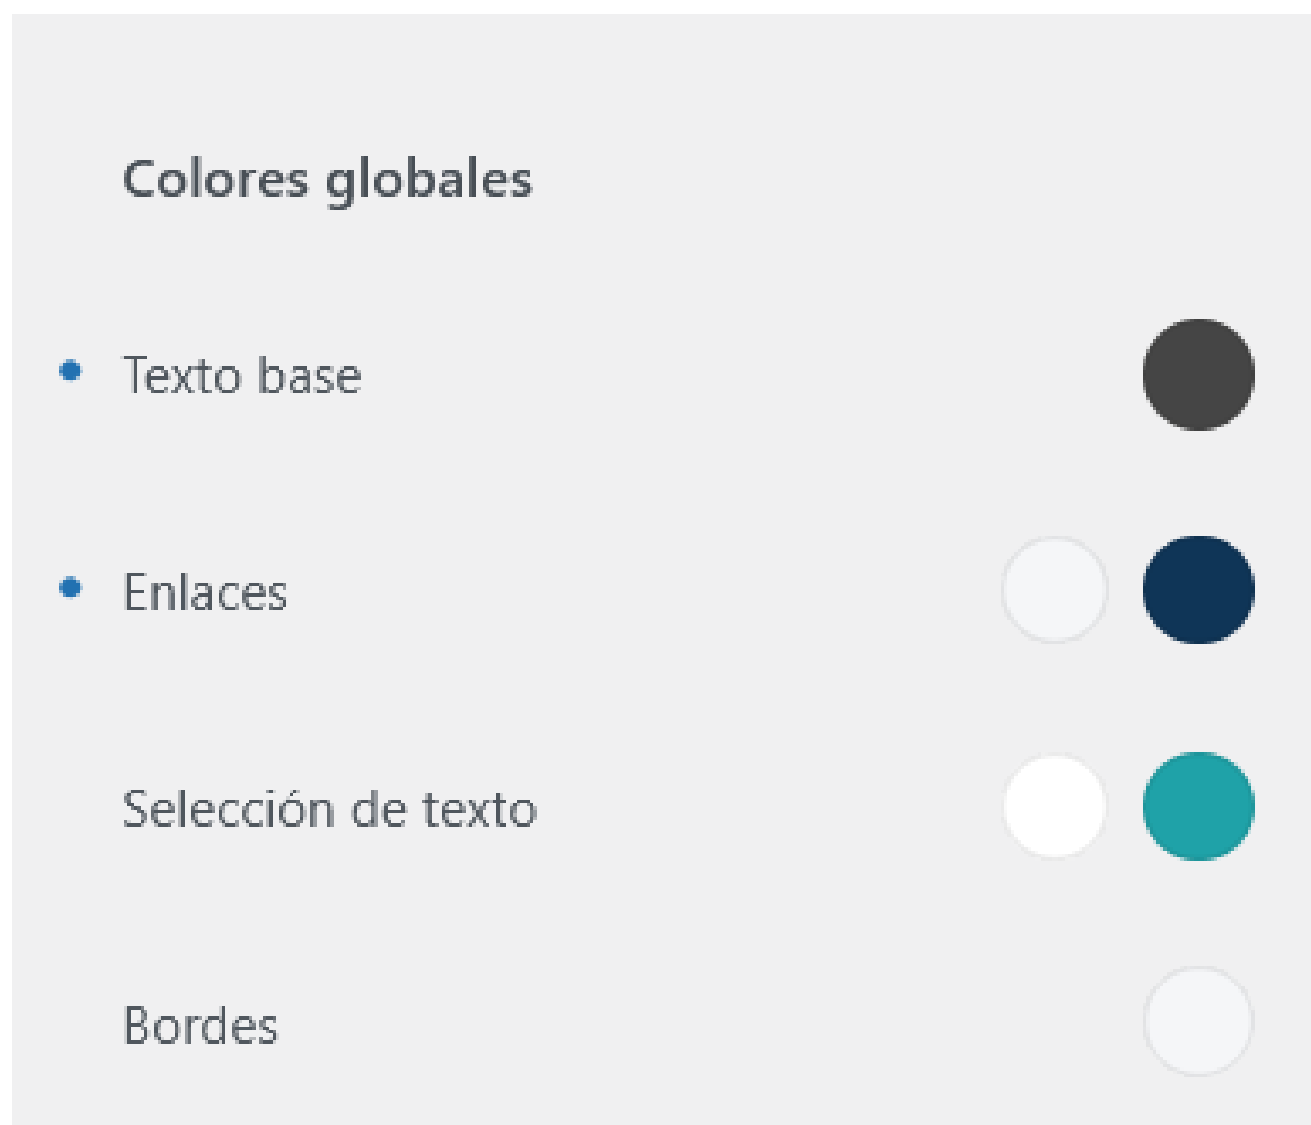 Colores globales
Texto base
Enlaces
Selección de texto
Bordes